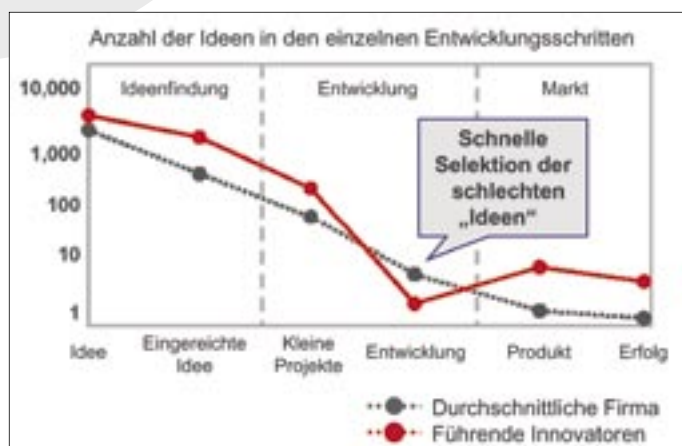 Anzahl der Ideen in den einzelnen Entwicklungsschritten
Ideenfindung
Entwicklung
Markt
10,000
1,000
100
10
1
Schnelle
Selektion der
schlechten
„Ideen“
Idee
Eingereichte
Idee
Kleine
Projekte
Entwicklung
Produkt
Erfolg
Durchschnittliche Firma
Führende Innovatoren